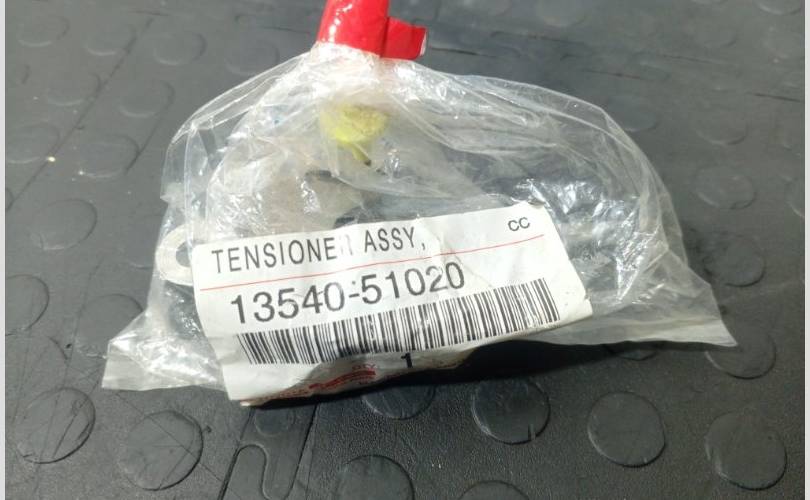 TENSIONER ASSY,
CC
13540-51020
1